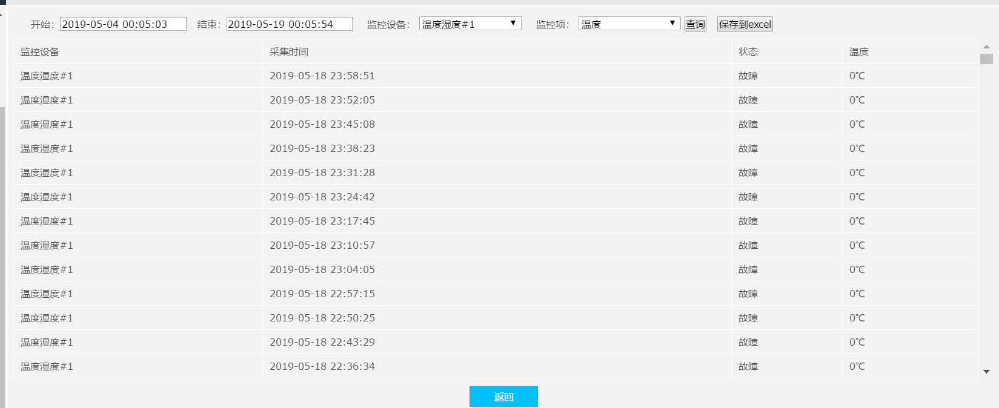 开始： 2019-05-04 00:05:03 结束： 2019-05-19 00:05:54 监控设备： 温度湿度#1 监控项： 温度 查询 保存到excel
监控设备 采集时间 状态 温度
温度湿度#1 2019-05-18 23:58:51 故障 0℃
温度湿度#1 2019-05-18 23:52:05 故障 0℃
温度湿度#1 2019-05-18 23:45:08 故障 0℃
温度湿度#1 2019-05-18 23:38:23 故障 0℃
温度湿度#1 2019-05-18 23:31:28 故障 0℃
温度湿度#1 2019-05-18 23:24:42 故障 0℃
温度湿度#1 2019-05-18 23:17:45 故障 0℃
温度湿度#1 2019-05-18 23:10:57 故障 0℃
温度湿度#1 2019-05-18 23:04:05 故障 0℃
温度湿度#1 2019-05-18 22:57:15 故障 0℃
温度湿度#1 2019-05-18 22:50:25 故障 0℃
温度湿度#1 2019-05-18 22:43:29 故障 0℃
温度湿度#1 2019-05-18 22:36:34 故障 0℃
返回